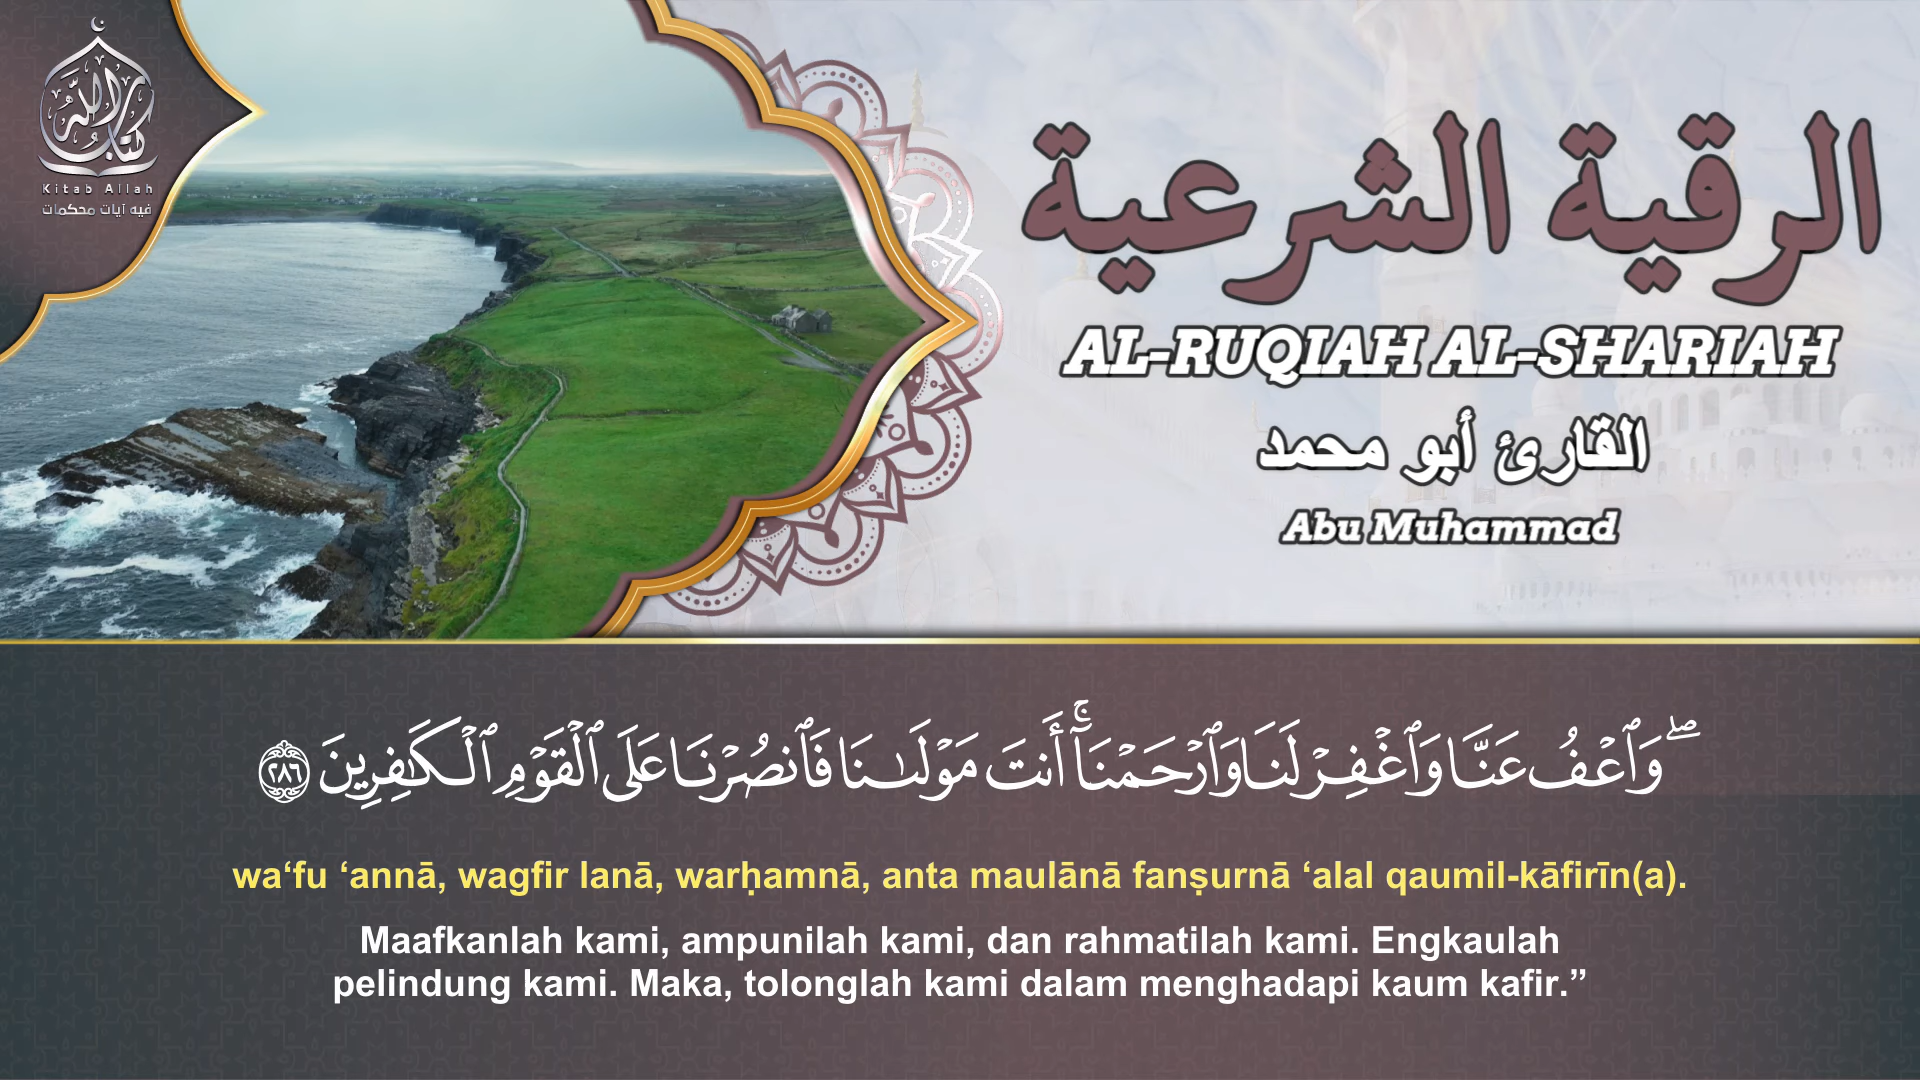 كتاب الله
Kitab Allah
فيه آيات محكمات
الرقية الشرعية
AL-RUQIAH AL-SHARIAH
القارئ أبو محمد
Abu Muhammad
ۖ وَٱعْفُ عَنَّا وَٱغْفِرْ لَنَا وَٱرْحَمْنَآ ۚ أَنتَ مَوْلَىٰنَا فَٱنصُرْنَا عَلَى ٱلْقَوْمِ ٱلْكَـٰفِرِينَ ٢٨٦
wa‘fu ‘annā, wagfir lanā, warḥamnā, anta maulānā fanṣurnā ‘alal qaumil-kāfirīn(a).
Maafkanlah kami, ampunilah kami, dan rahmatilah kami. Engkaulah
pelindung kami. Maka, tolonglah kami dalam menghadapi kaum kafir.”